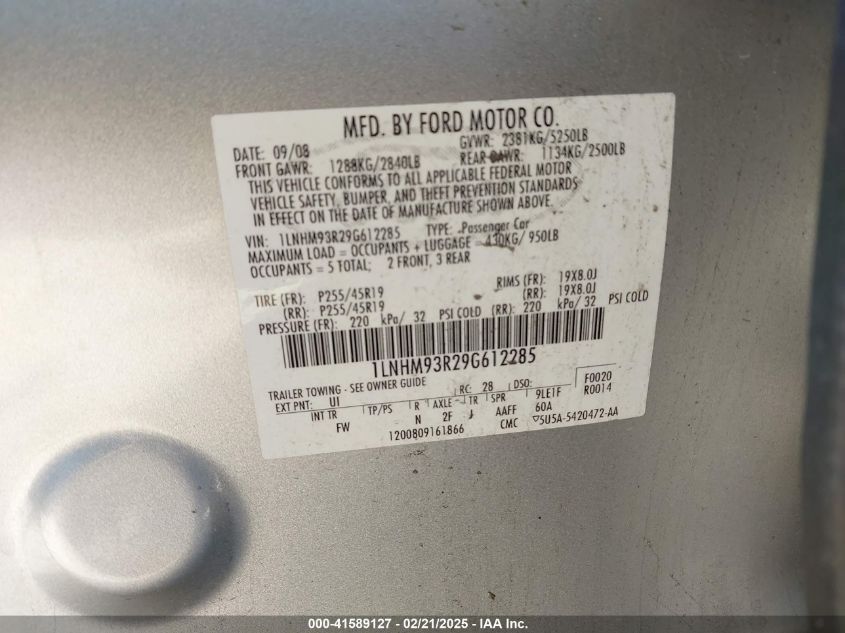 MFD. BY FORD MOTOR CO.
DATE: 09/08 GVWR: 2381KG/5250LB
FRONT GAWR: 1288KG/2840LB REAR GAWR: 1134KG/2500LB
THIS VEHICLE CONFORMS TO ALL APPLICABLE FEDERAL MOTOR
VEHICLE SAFETY, BUMPER, AND THEFT PREVENTION STANDARDS
IN EFFECT ON THE DATE OF MANUFACTURE SHOWN ABOVE.
VIN: 1LNHM93R29G612285 TYPE: Passenger Car
MAXIMUM LOAD = OCCUPANTS + LUGGAGE = 430KG/ 950LB
OCCUPANTS = 5 TOTAL; 2 FRONT, 3 REAR
TIRE (FR): P255/45R19 RIMS (FR): 19X8.0J
(RR): P255/45R19 (RR): 19X8.0J
PRESSURE (FR): 220 kPa/ 32 PSI COLD (RR): 220 kPa/ 32 PSI COLD
1LNHM93R29G612285
TRAILER TOWING - SEE OWNER GUIDE
EXT PNT: UI RC: 28 DSO: F0020
INT TR TP/PS R AXLE TR SPR 9LE1F R0014
FW N 2F J AAFF 60A
1200809161866 CMC ▽5U5A-5420472-AA
000-41589127 - 02/21/2025 - IAA Inc.